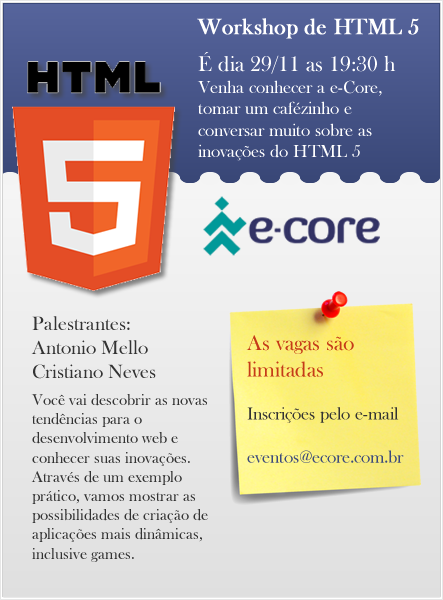 Workshop de HTML 5
É dia 29/11 as 19:30 h
Venha conhecer a e-Core,
tomar um cafézinho e
conversar muito sobre as
inovações do HTML 5
HTML
5
e-core
Palestrantes:
Antonio Mello
Cristiano Neves
Você vai descobrir as novas
tendências para o
desenvolvimento web e
conhecer suas inovações.
Através de um exemplo
prático, vamos mostrar as
possibilidades de criação de
aplicações mais dinâmicas,
inclusive games.
As vagas são
limitadas
Inscrições pelo e-mail
eventos@ecore.com.br